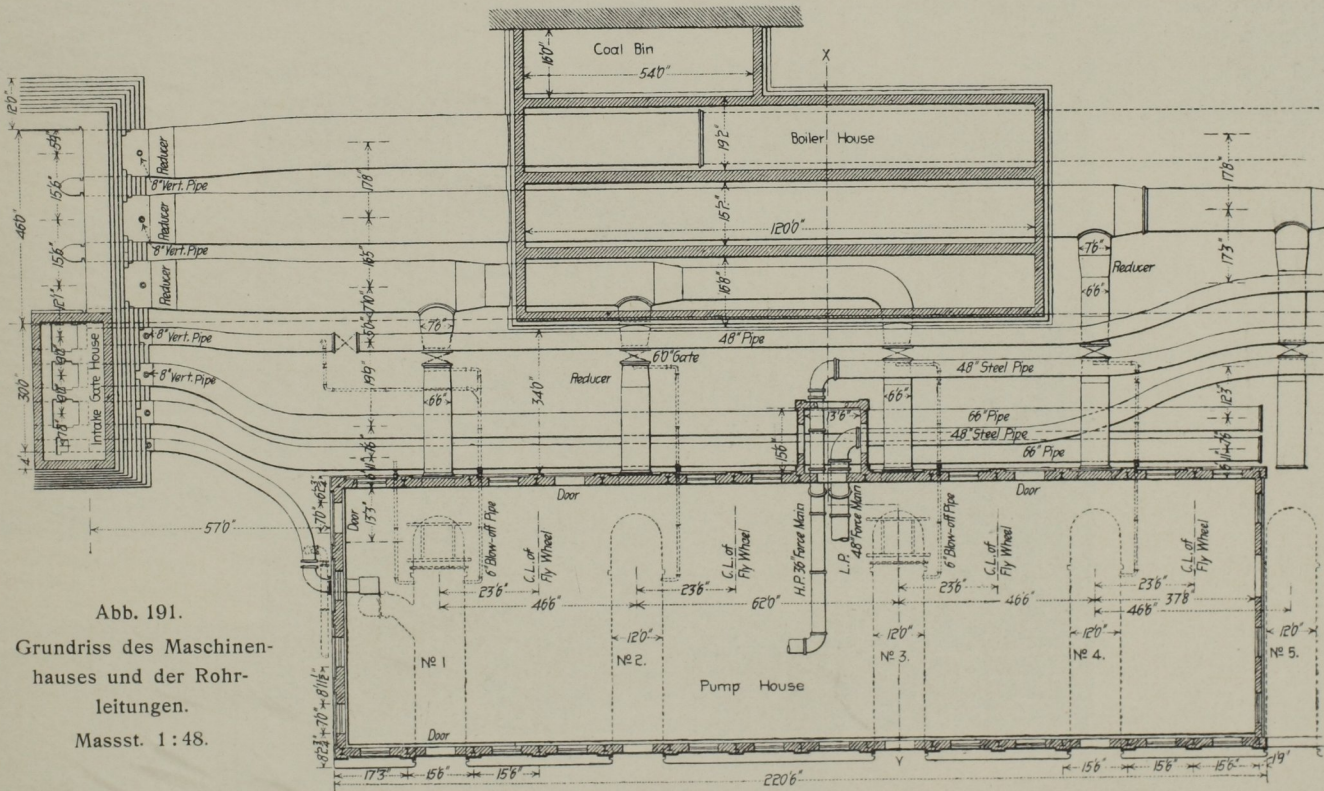 Coal Bin
16'0"
54'0"
X
12'0"
Boiler House
19'2"
Reducer
8" Vert. Pipe
17'8"
17'8"
15'6"
46'0"
Reducer
15'2"
120'0"
8" Vert. Pipe
15'6"
16'5"
17'3"
7'6"
Reducer
Reducer
16'8"
6'6"
7'6"
8" Vert. Pipe
48" Pipe
6'0" Gate
30'0"
Intake Gate House
8" Vert. Pipe
19'9"
Reducer
34'0"
48" Steel Pipe
12'3"
6'6"
13'6"
6'6"
66" Pipe
48" Steel Pipe
66" Pipe
15'6"
4'
Door
Door
57'0"
7'0"
Door
15'3"
6" Blow-off Pipe
C.L. of
Fly Wheel
C.L. of
Fly Wheel
H.P. 36" Force Main
L.P. 48" Force Main
6" Blow-off Pipe
C.L. of
Fly Wheel
C.L. of
Fly Wheel
23'6"
23'6"
23'6"
23'6"
46'6"
62'0"
46'6"
37'8"
46'6"
12'0"
12'0"
12'0"
12'0"
Nº 1
Nº 2.
Nº 3.
Nº 4.
Nº 5.
Pump House
Door
Y
17'3"
15'6"
15'6"
15'6"
15'6"
15'6"
1'9"
220'6"
Abb. 191.
Grundriss des Maschinen-
hauses und der Rohr-
leitungen.
Massst. 1:48.